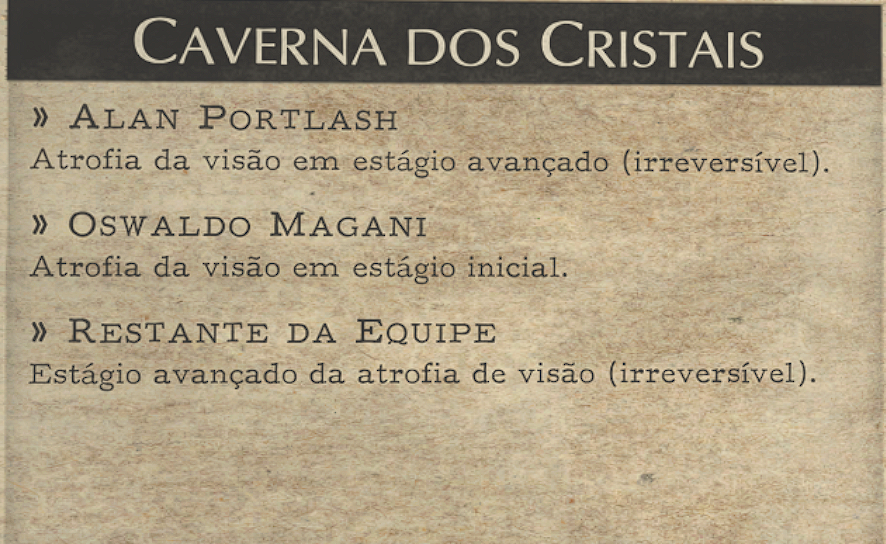 CAVERNA DOS CRISTAIS
» ALAN PORTLASH
Atrofia da visão em estágio avançado (irreversível).
» OSWALDO MAGANI
Atrofia da visão em estágio inicial.
» RESTANTE DA EQUIPE
Estágio avançado da atrofia de visão (irreversível).